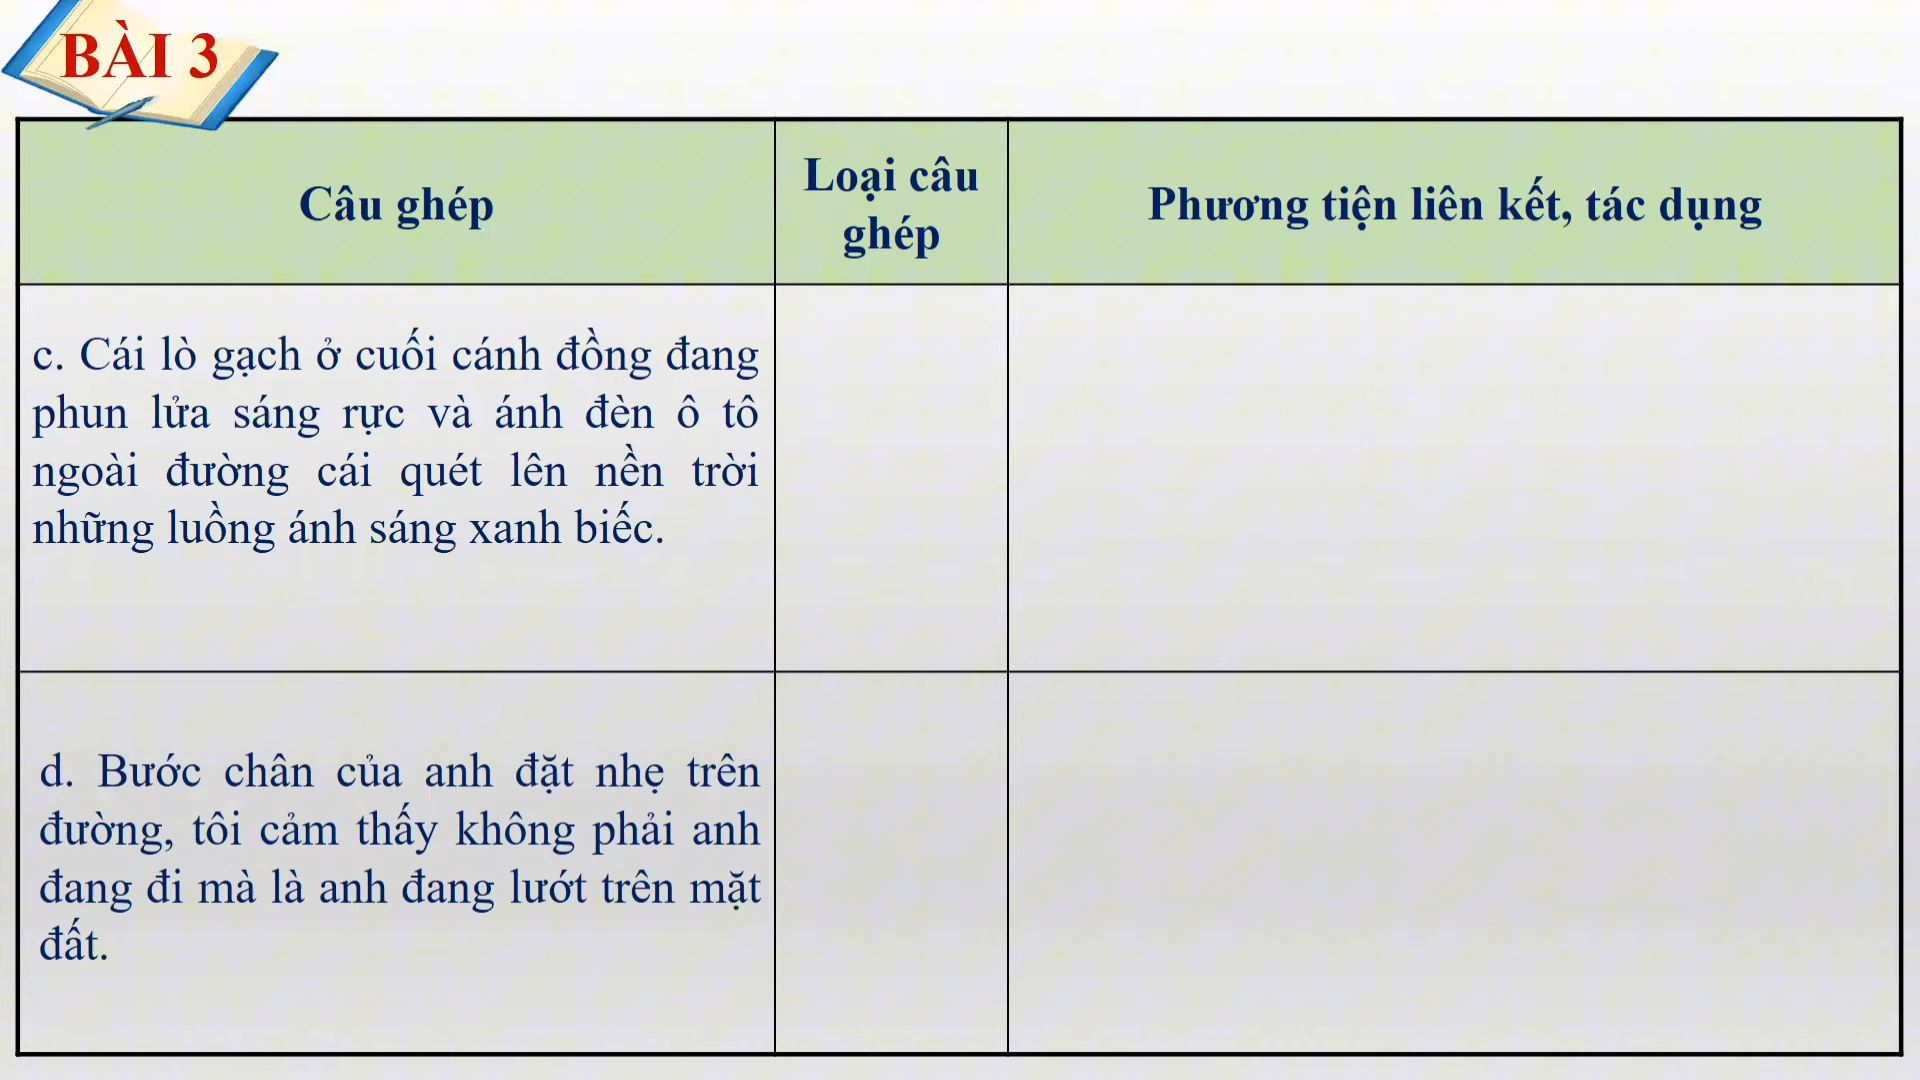 BÀI 3
Câu ghép
Loại câu
ghép
Phương tiện liên kết, tác dụng
c. Cái lò gạch ở cuối cánh đồng đang
phun lửa sáng rực và ánh đèn ô tô
ngoài đường cái quét lên nền trời
những luồng ánh sáng xanh biếc.
d. Bước chân của anh đặt nhẹ trên
đường, tôi cảm thấy không phải anh
đang đi mà là anh đang lướt trên mặt
đất.